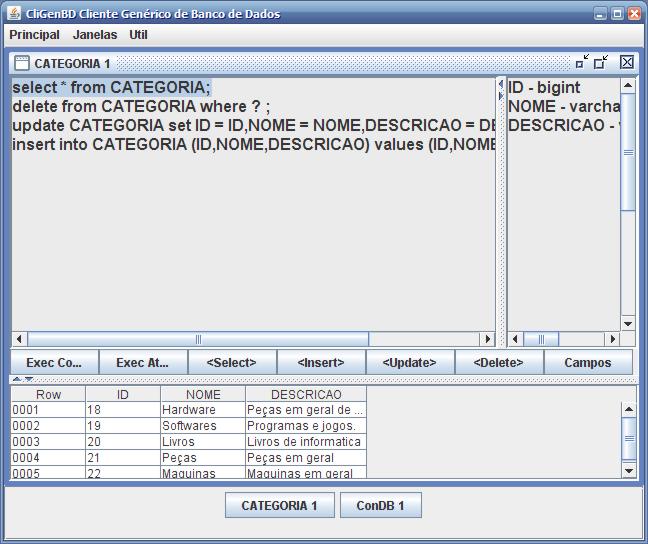 CliGenBD Cliente Genérico de Banco de Dados
Principal Janelas Util
CATEGORIA 1
select * from CATEGORIA;
delete from CATEGORIA where ? ;
update CATEGORIA set ID = ID,NOME = NOME,DESCRICAO = DE
insert into CATEGORIA (ID,NOME,DESCRICAO) values (ID,NOME
ID - bigint
NOME - varcha
DESCRICAO - v
Exec Co... Exec At... <Select> <Insert> <Update> <Delete> Campos
Row ID NOME DESCRICAO
0001 18 Hardware Peças em geral de ...
0002 19 Softwares Programas e jogos.
0003 20 Livros Livros de informatica
0004 21 Peças Peças em geral
0005 22 Maquinas Maquinas em geral
CATEGORIA 1 ConDB 1